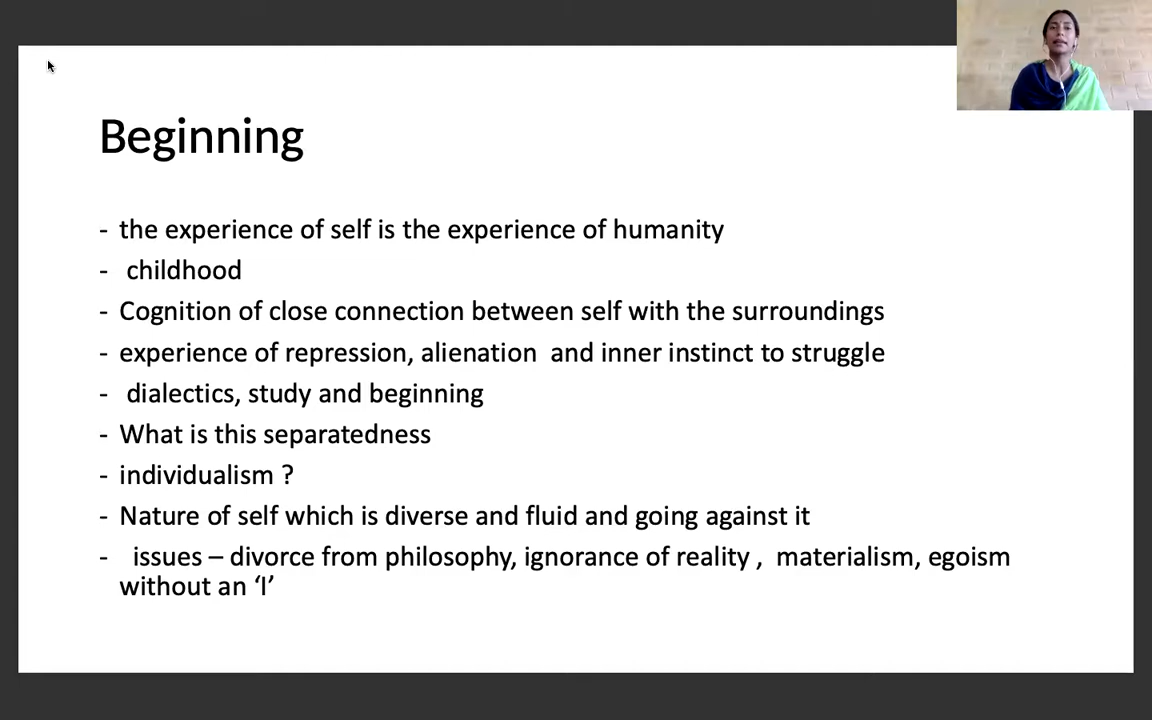 Beginning
- the experience of self is the experience of humanity
- childhood
- Cognition of close connection between self with the surroundings
- experience of repression, alienation and inner instinct to struggle
- dialectics, study and beginning
- What is this separatedness
- individualism ?
- Nature of self which is diverse and fluid and going against it
- issues – divorce from philosophy, ignorance of reality , materialism, egoism
without an ‘I’